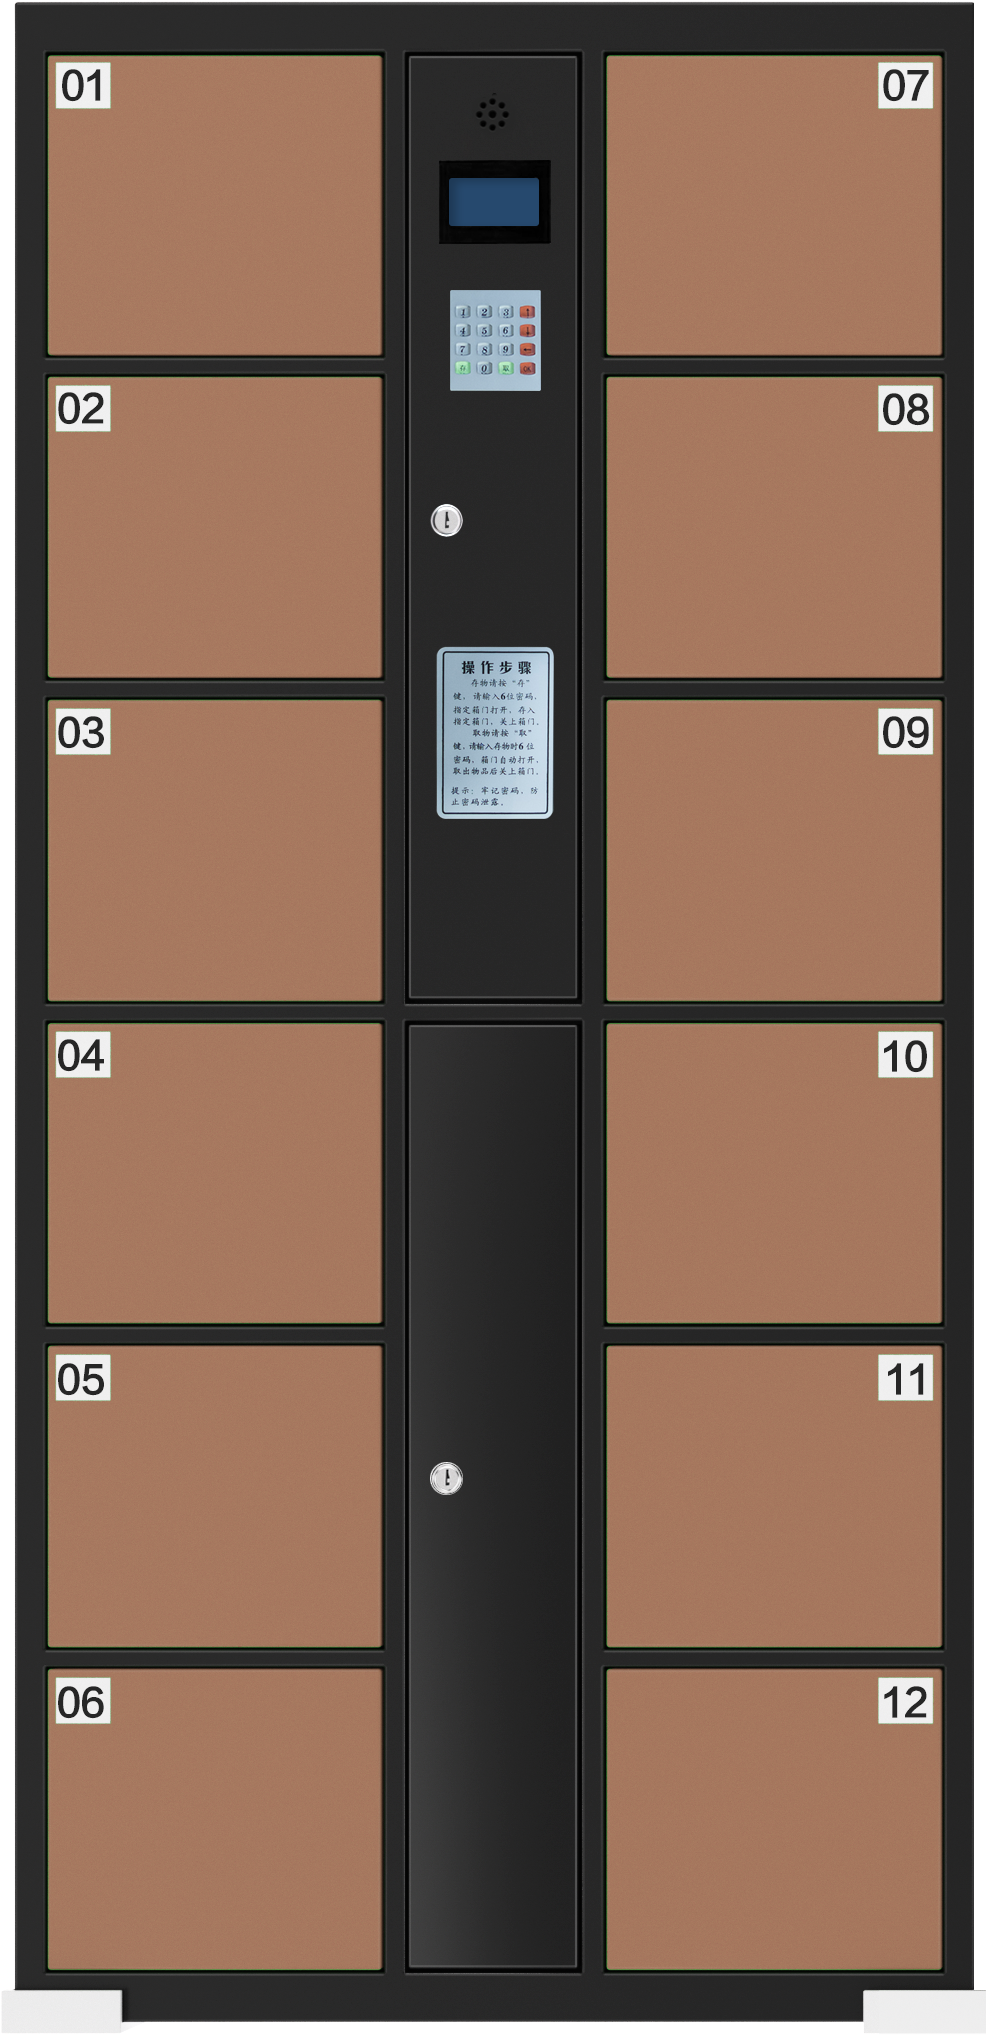 01
07
1 2 3 ↑
4 5 6 ↓
7 8 9 ←
存 0 取 OK
02
08
操作步骤
存物请按“存”
键，请输入6位密码，
指定箱门打开，存入
指定箱门，关上箱门。
取物请按“取”
键，请输入存物时6位
密码，箱门自动打开，
取出物品后关上箱门。
提示：牢记密码，防
止密码泄露。
03
09
04
10
05
11
06
12